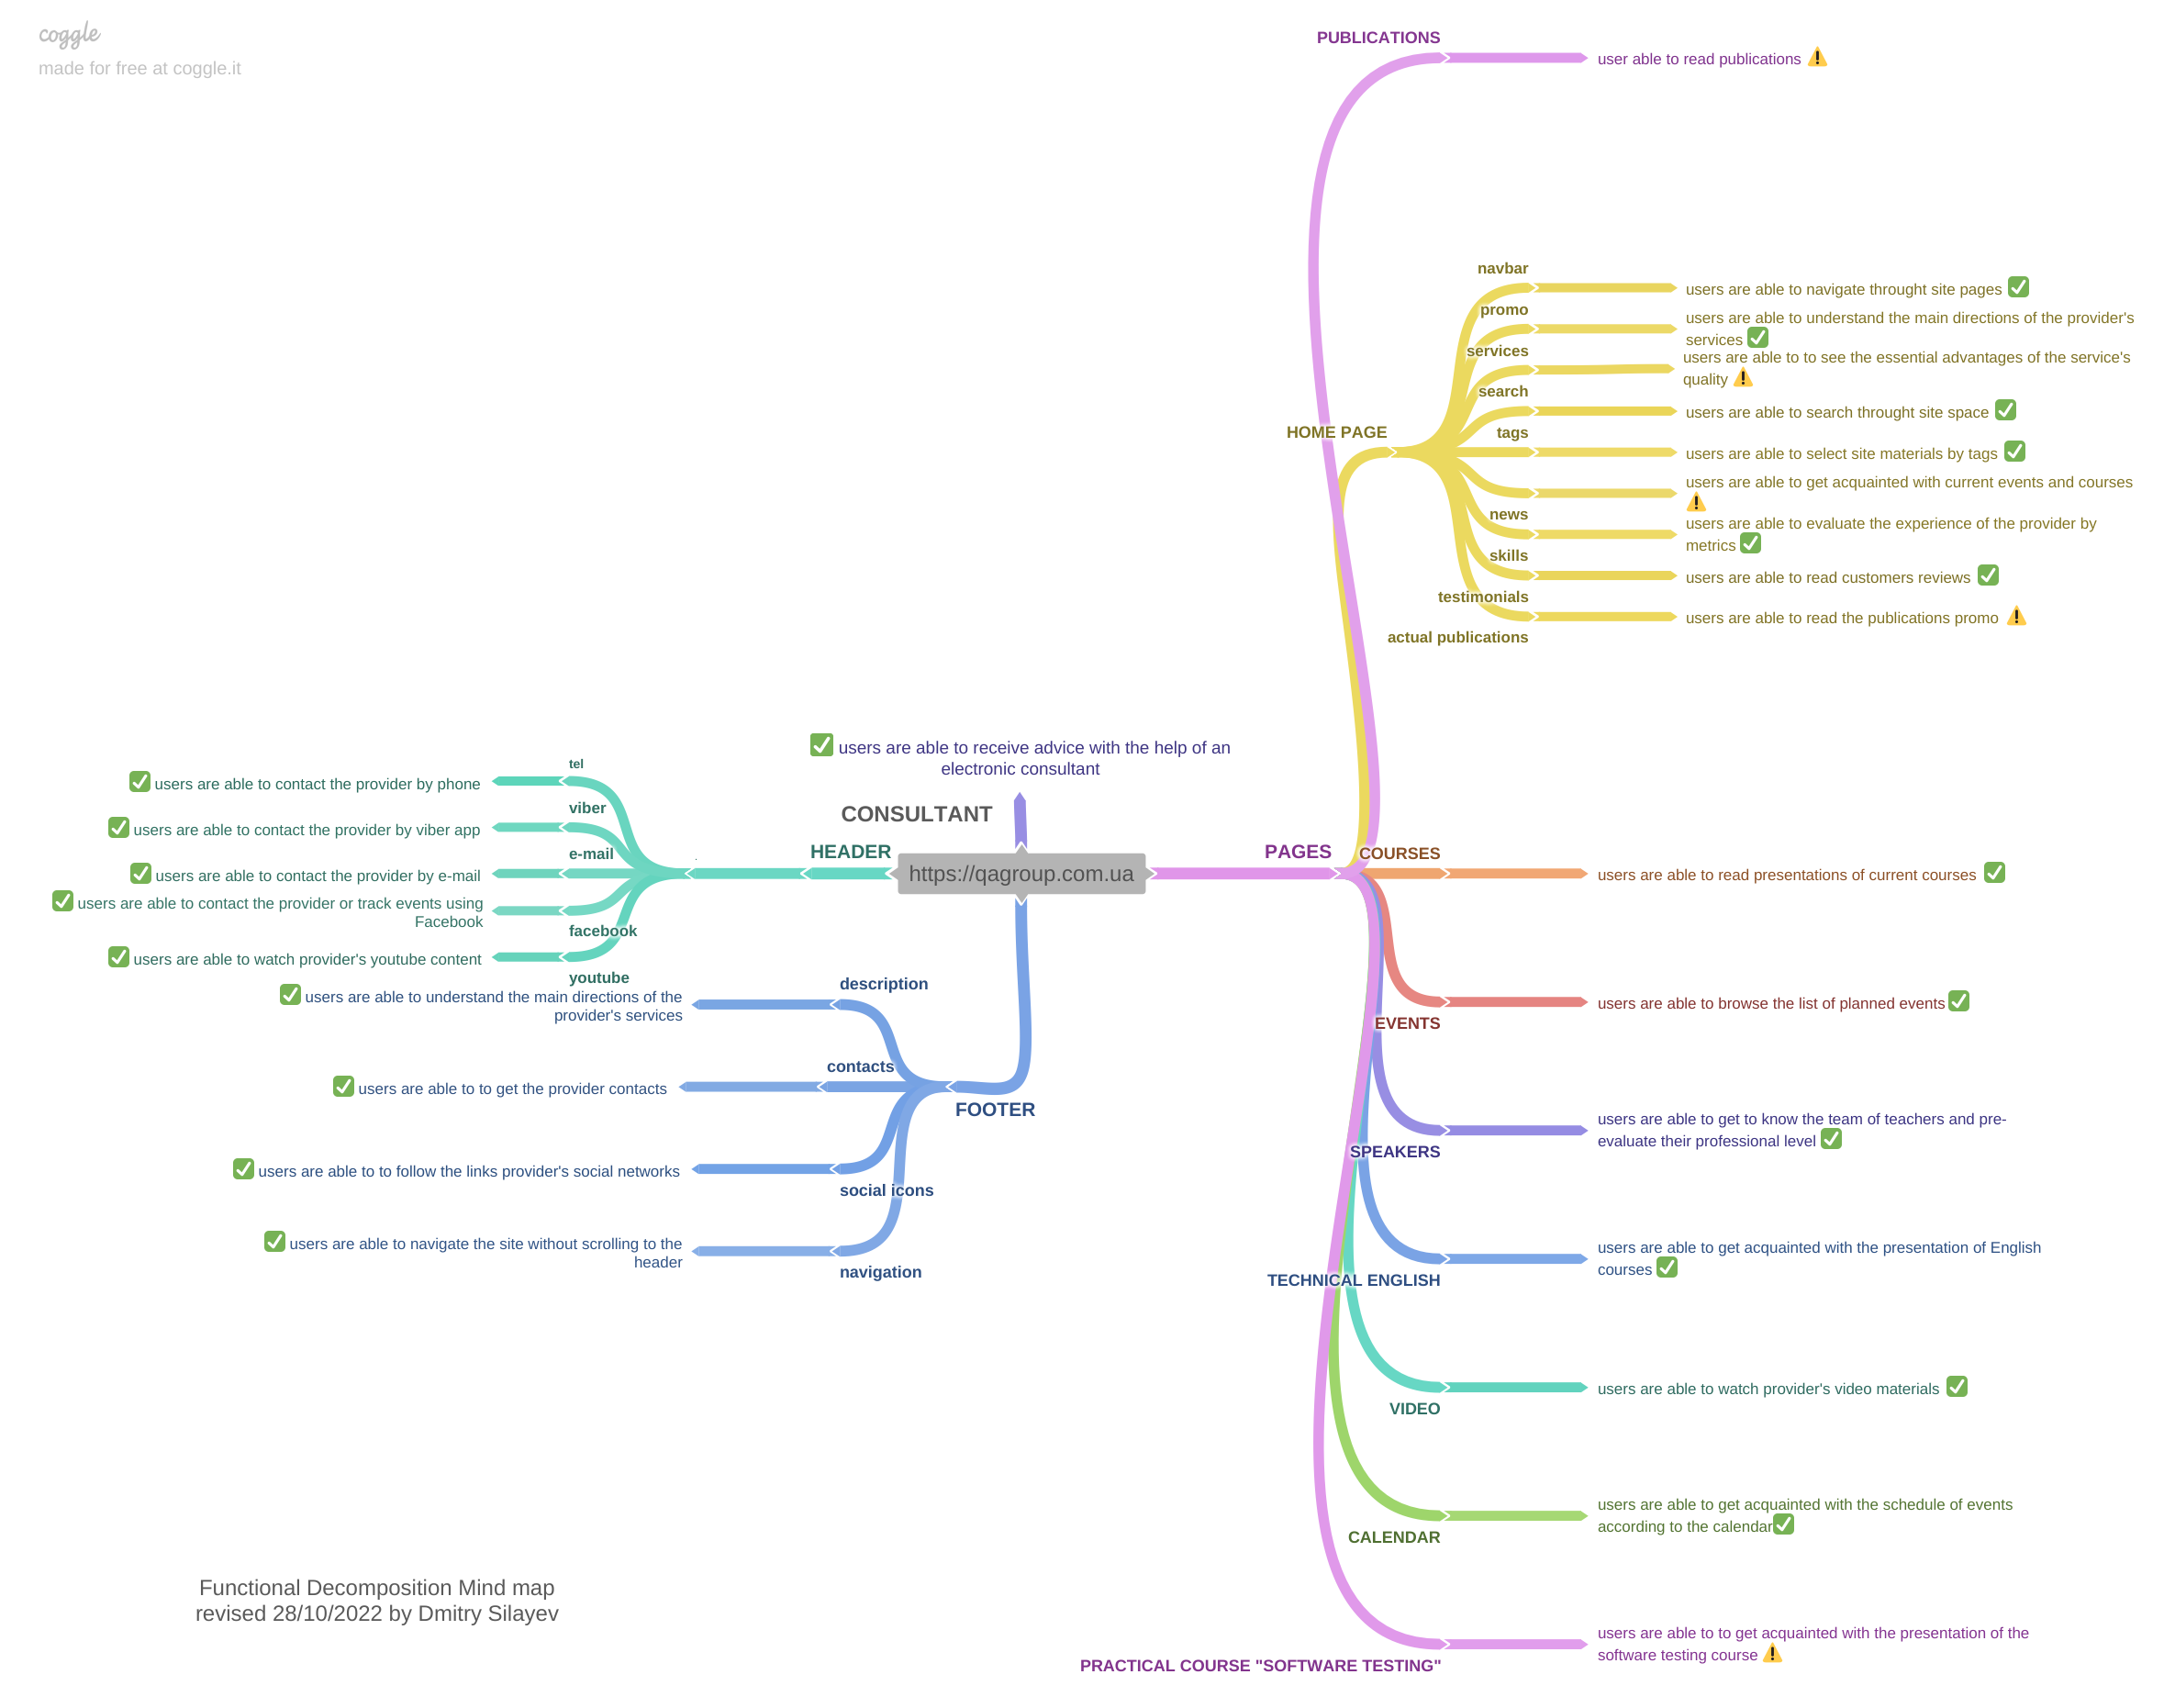 coggle
made for free at coggle.it
PUBLICATIONS
user able to read publications
HOME PAGE
navbar
users are able to navigate throught site pages
promo
users are able to understand the main directions of the provider's
services
services
users are able to to see the essential advantages of the service's
quality
search
users are able to search throught site space
tags
users are able to select site materials by tags
users are able to get acquainted with current events and courses
news
users are able to evaluate the experience of the provider by
metrics
skills
users are able to read customers reviews
testimonials
users are able to read the publications promo
actual publications
users are able to receive advice with the help of an
electronic consultant
CONSULTANT
HEADER
https://qagroup.com.ua
PAGES
tel
users are able to contact the provider by phone
viber
users are able to contact the provider by viber app
e-mail
users are able to contact the provider by e-mail
users are able to contact the provider or track events using
Facebook
facebook
users are able to watch provider's youtube content
youtube
description
users are able to understand the main directions of the
provider's services
contacts
users are able to to get the provider contacts
FOOTER
users are able to to follow the links provider's social networks
social icons
users are able to navigate the site without scrolling to the
header
navigation
COURSES
users are able to read presentations of current courses
users are able to browse the list of planned events
EVENTS
users are able to get to know the team of teachers and pre-
evaluate their professional level
SPEAKERS
users are able to get acquainted with the presentation of English
courses
TECHNICAL ENGLISH
users are able to watch provider's video materials
VIDEO
users are able to get acquainted with the schedule of events
according to the calendar
CALENDAR
users are able to to get acquainted with the presentation of the
software testing course
PRACTICAL COURSE "SOFTWARE TESTING"
Functional Decomposition Mind map
revised 28/10/2022 by Dmitry Silayev